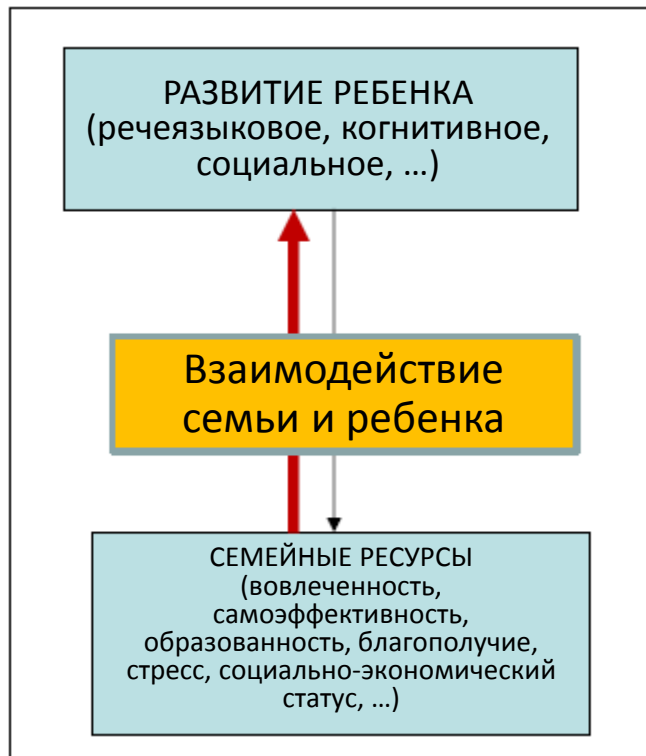 РАЗВИТИЕ РЕБЕНКА
(речеязыковое, когнитивное,
социальное, ...)
Взаимодействие
семьи и ребенка
СЕМЕЙНЫЕ РЕСУРСЫ
(вовлеченность,
самоэффективность,
образованность, благополучие,
стресс, социально-экономический
статус, ...)